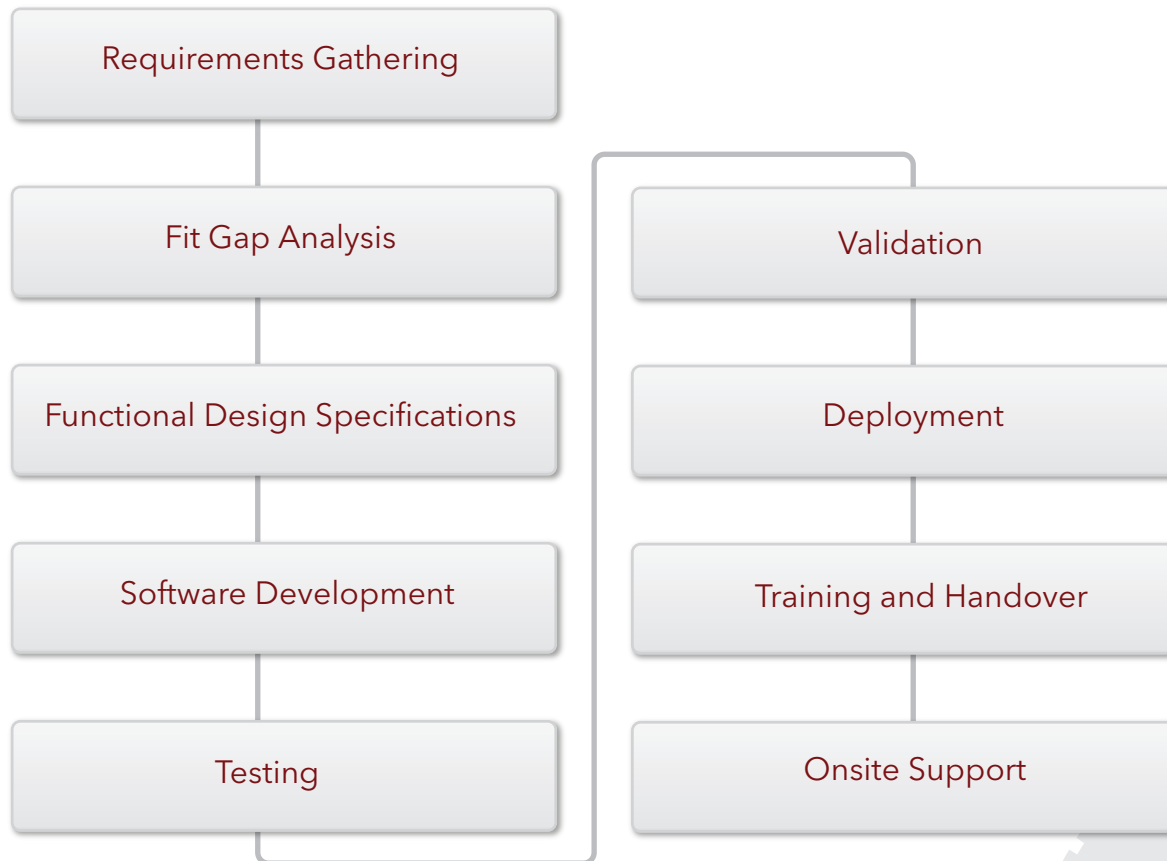 Requirements Gathering
Fit Gap Analysis
Functional Design Specifications
Software Development
Testing
Validation
Deployment
Training and Handover
Onsite Support